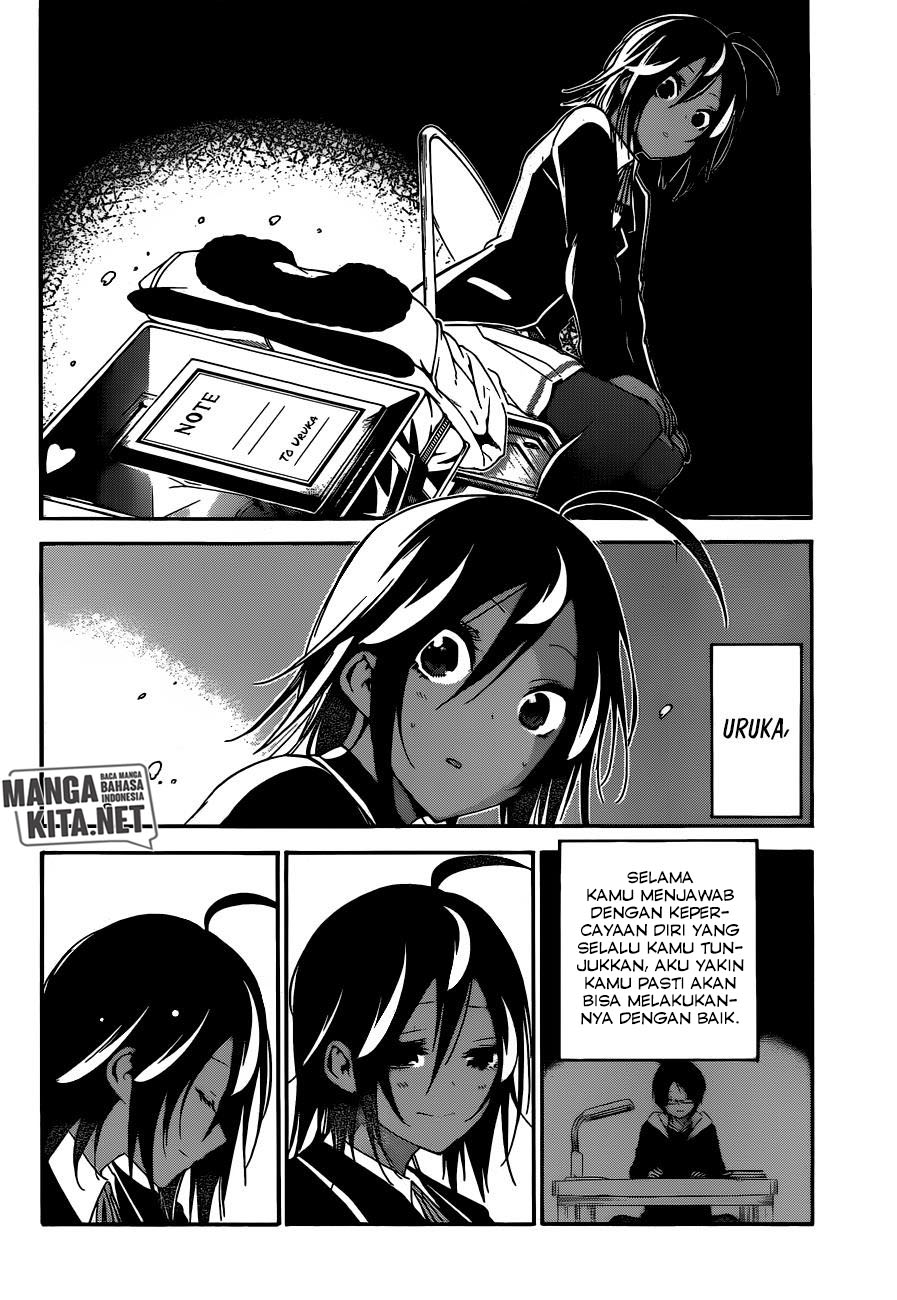 NOTE
TO URUKA
URUKA,
MANGA
BACA MANGA
BAHASA
INDONESIA
KITA.NET
SELAMA
KAMU MENJAWAB
DENGAN KEPER-
CAYAAN DIRI YANG
SELALU KAMU TUN-
JUKKAN, AKU YAKIN
KAMU PASTI AKAN
BISA MELAKUKAN-
NYA DENGAN BAIK.